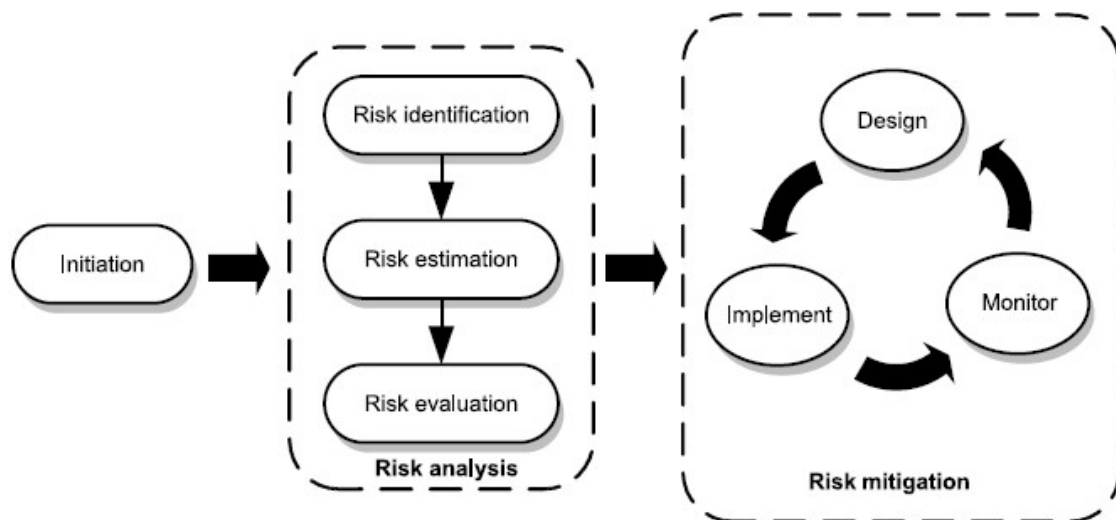 Initiation
Risk identification
Risk estimation
Risk evaluation
Risk analysis
Design
Implement
Monitor
Risk mitigation